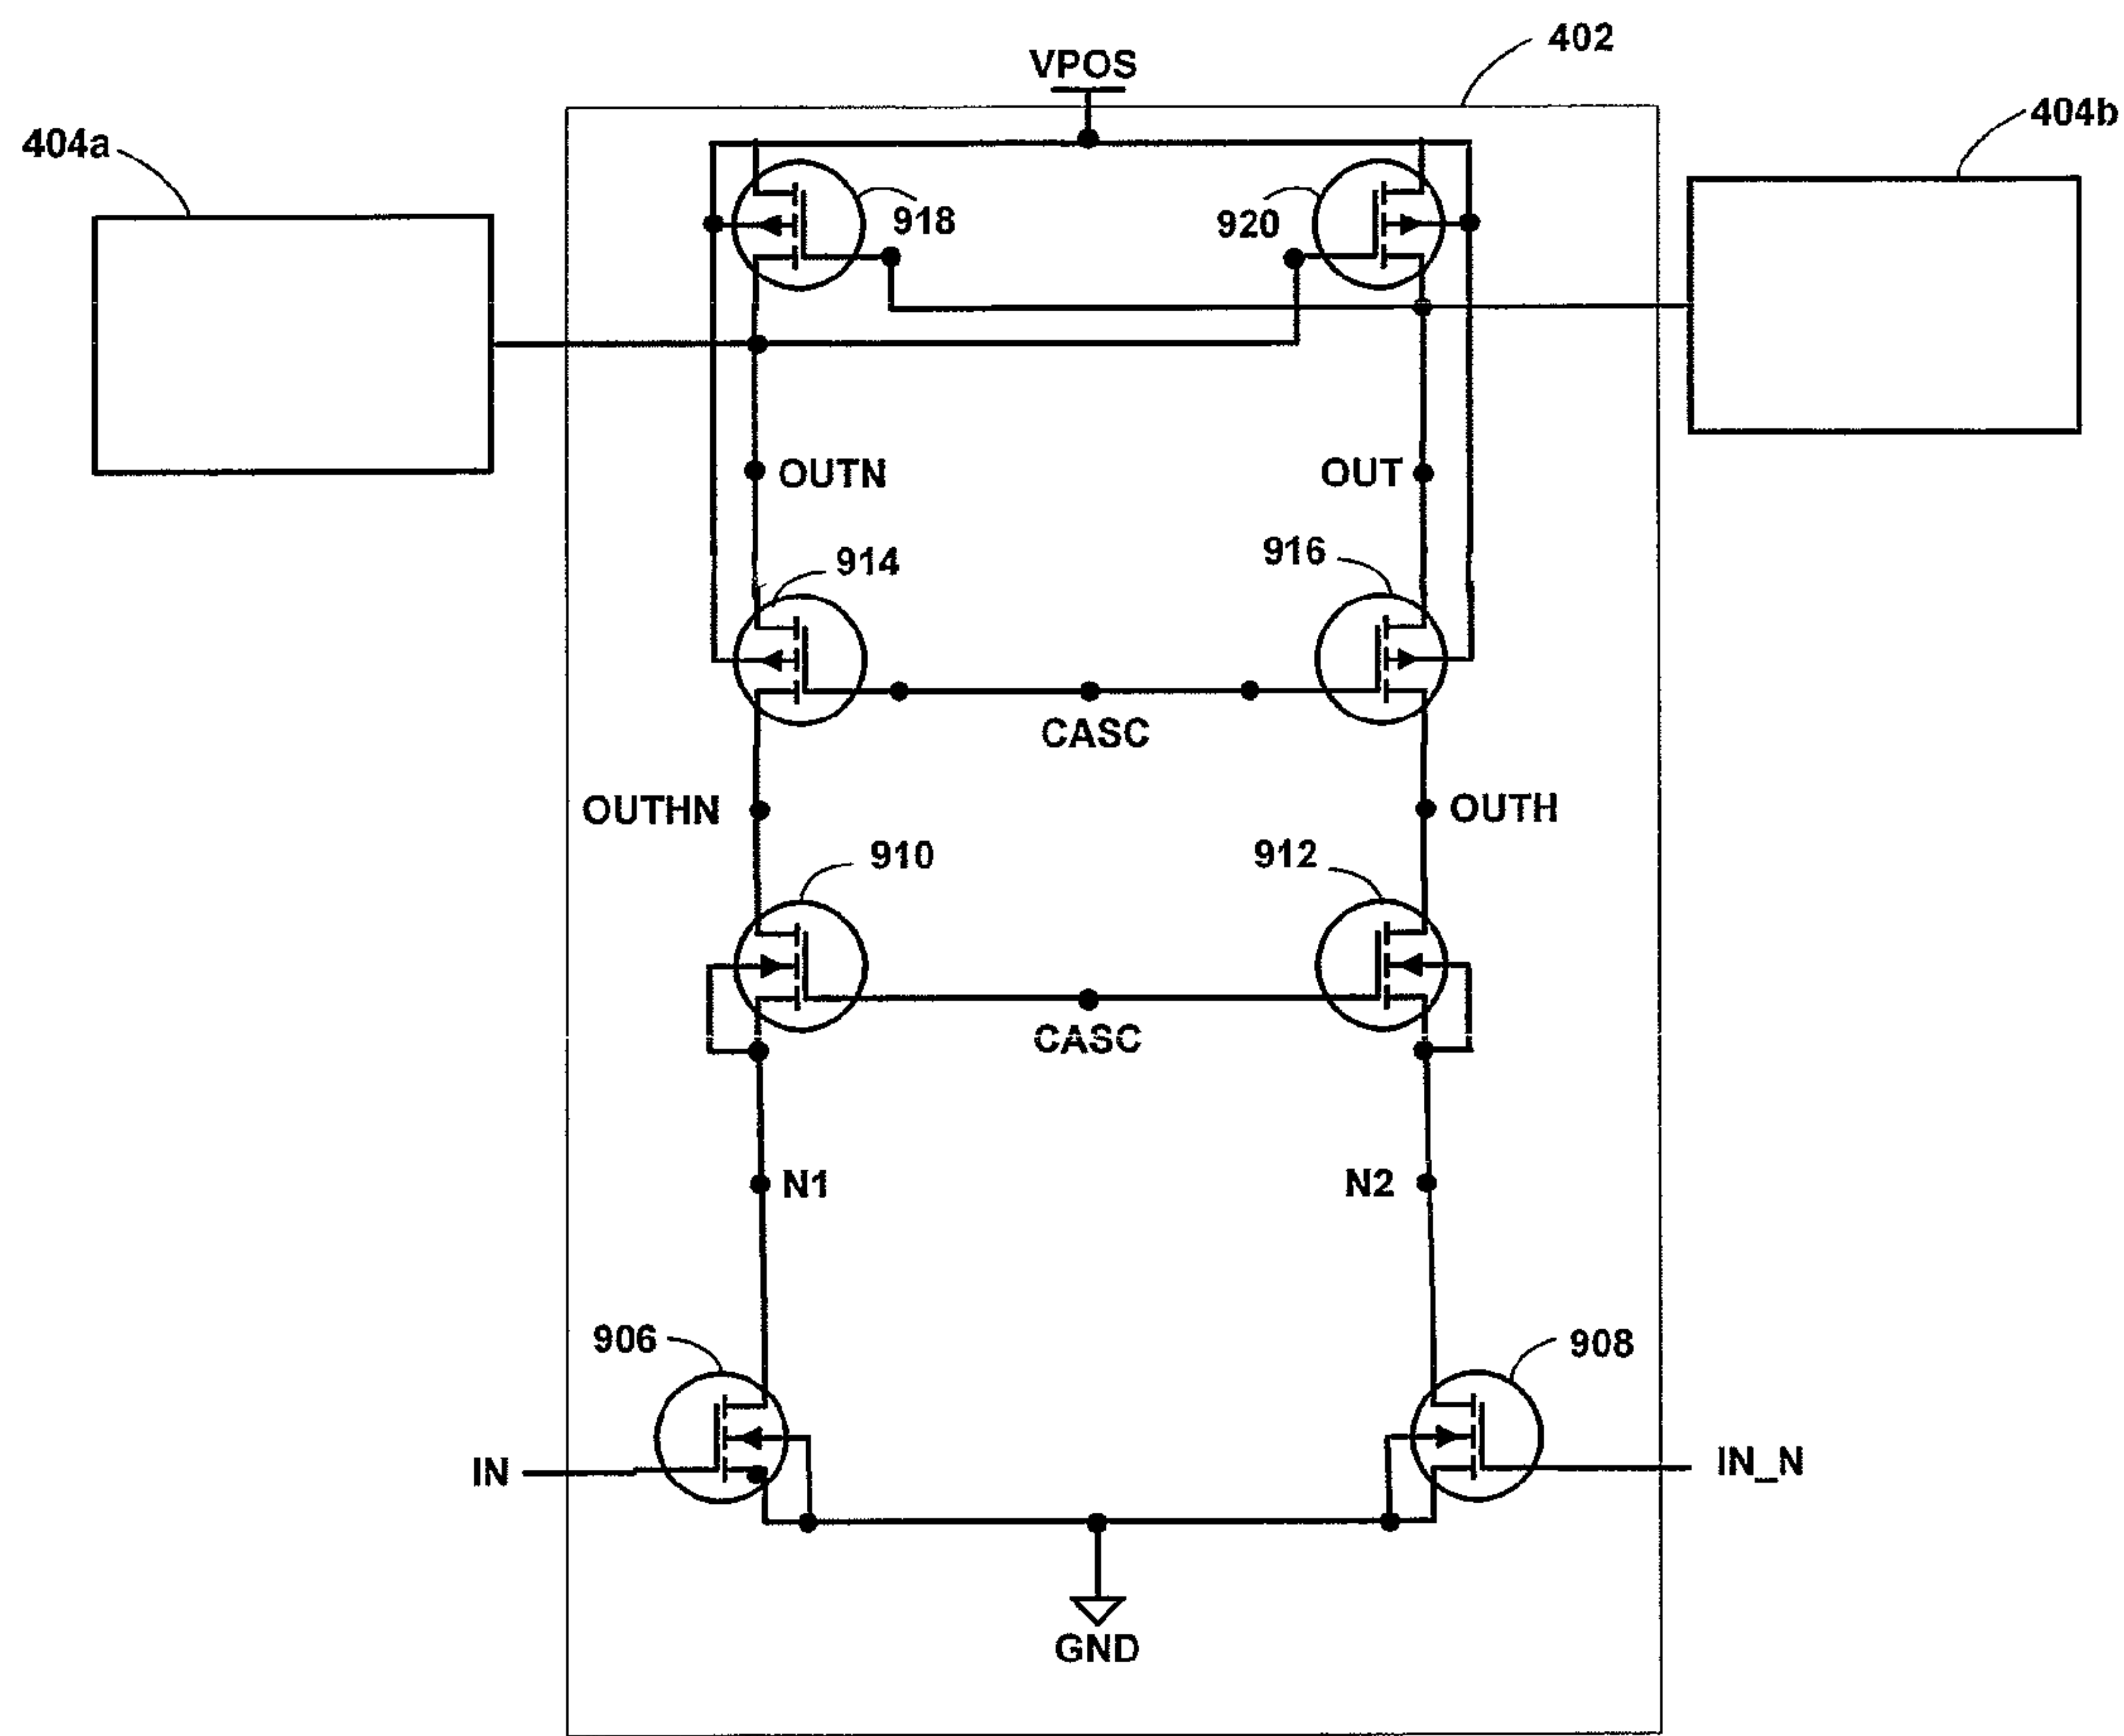 402
VPOS
404a
404b
918
920
OUTN
OUT
914
916
CASC
OUTHN
OUTH
910
912
CASC
N1
N2
906
908
IN
IN_N
GND